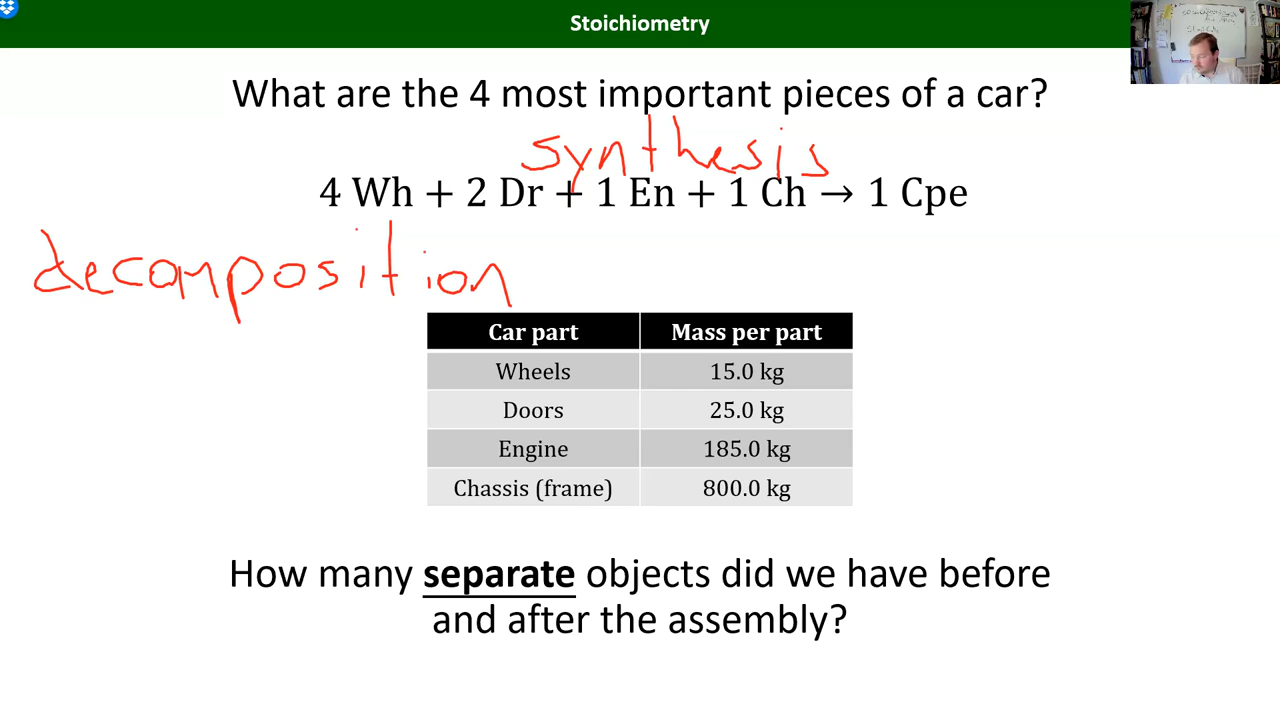 Stoichiometry
What are the 4 most important pieces of a car?
synthesis
4 Wh + 2 Dr + 1 En + 1 Ch → 1 Cpe
decomposition
Car part Mass per part
Wheels 15.0 kg
Doors 25.0 kg
Engine 185.0 kg
Chassis (frame) 800.0 kg
How many separate objects did we have before
and after the assembly?